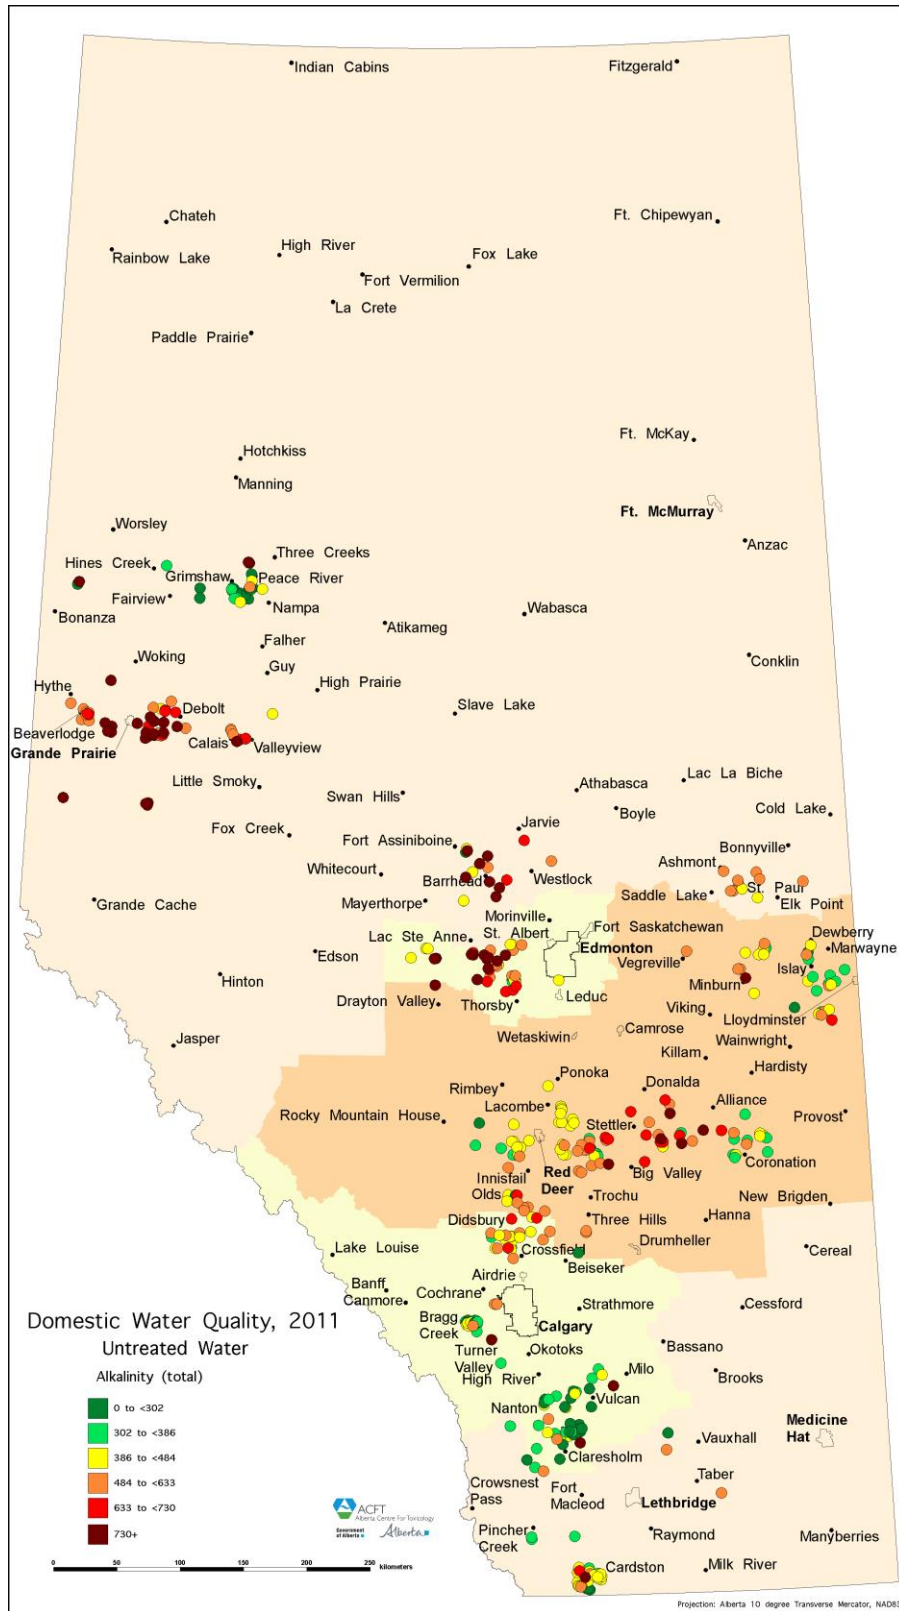 Indian Cabins
Fitzgerald
Chateh
Ft. Chipewyan
High River
Rainbow Lake
Fox Lake
Fort Vermilion
La Crete
Paddle Prairie
Ft. McKay
Hotchkiss
Manning
Ft. McMurray
Worsley
Anzac
Three Creeks
Hines Creek
Grimshaw
Peace River
Fairview
Nampa
Bonanza
Wabasca
Atikameg
Falher
Woking
Guy
Conklin
High Prairie
Hythe
Debolt
Slave Lake
Beaverlodge
Calais
Valleyview
Grande Prairie
Lac La Biche
Little Smoky
Athabasca
Swan Hills
Boyle
Cold Lake
Jarvie
Fox Creek
Fort Assiniboine
Bonnyville
Ashmont
Whitecourt
Barrhead
Westlock
St. Paul
Saddle Lake
Elk Point
Mayerthorpe
Grande Cache
Morinville
Fort Saskatchewan
St. Albert
Lac Ste Anne
Dewberry
Edmonton
Marwayne
Edson
Vegreville
Islay
Hinton
Minburn
Leduc
Drayton Valley
Thorsby
Viking
Lloydminster
Wetaskiwin
Camrose
Wainwright
Jasper
Killam
Hardisty
Ponoka
Rimbey
Donalda
Lacombe
Alliance
Rocky Mountain House
Provost
Stettler
Coronation
Innisfail
Red
Deer
Big Valley
Olds
Trochu
New Brigden
Didsbury
Three Hills
Hanna
Drumheller
Lake Louise
Crossfield
Cereal
Beiseker
Airdrie
Banff
Cochrane
Canmore
Strathmore
Cessford
Bragg
Creek
Calgary
Turner
Valley
Okotoks
Bassano
High River
Milo
Brooks
Nanton
Vulcan
Medicine
Hat
Vauxhall
Claresholm
Taber
Crowsnest
Pass
Fort
Macleod
Lethbridge
Pincher
Creek
Raymond
Manyberries
Cardston
Milk River
Domestic Water Quality, 2011
Untreated Water
Alkalinity (total)
0 to <302
302 to <386
386 to <484
484 to <633
633 to <730
730+
ACFT
Alberta Centre For Toxicology
Government
of Alberta
Alberta
0 50 100 150 200 250
kilometers
Projection: Alberta 10 degree Transverse Mercator, NAD83